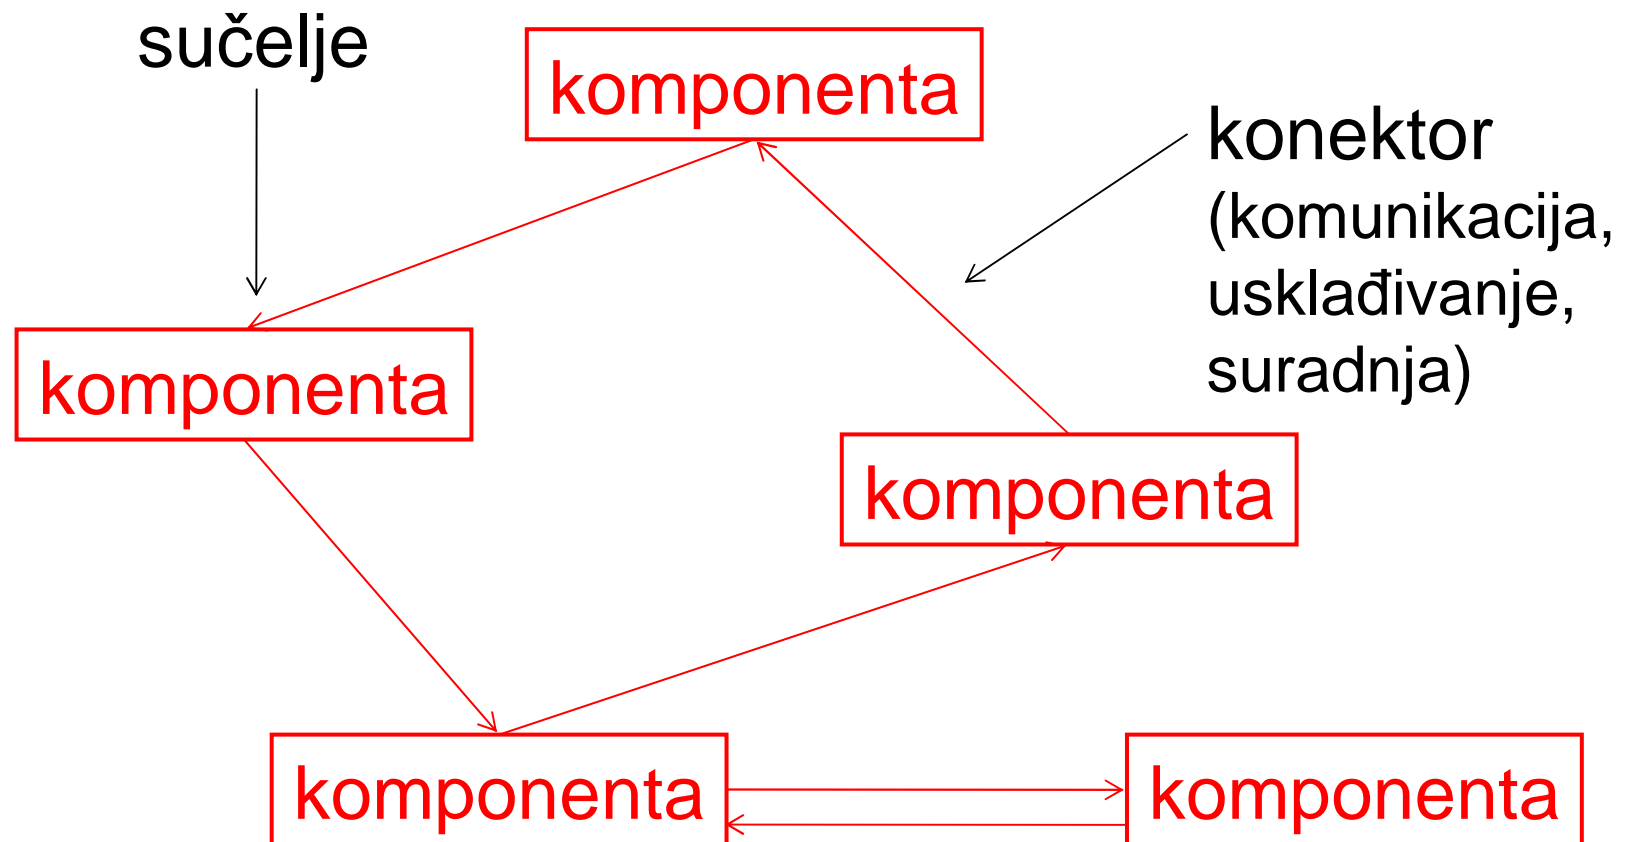 sučelje
komponenta
konektor
(komunikacija,
usklađivanje,
suradnja)
komponenta
komponenta
komponenta
komponenta